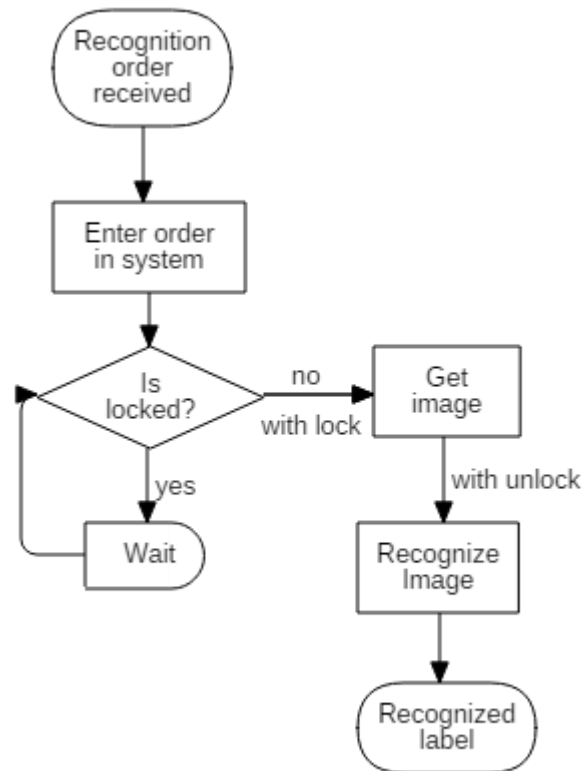 Recognition
order
received
Enter order
in system
Is
locked?
no
with lock
Get
image
yes
with unlock
Wait
Recognize
Image
Recognized
label